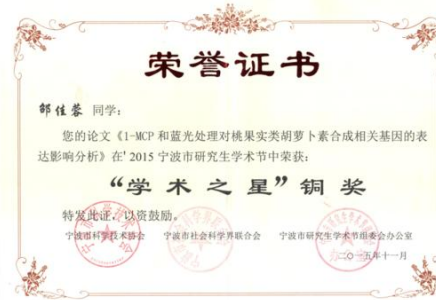 荣誉证书
邹佳蓉 同学：
您的论文《1-MCP 和蓝光处理对桃果实类胡萝卜素合成相关基因的表
达影响分析》在'2015宁波市研究生学术节中荣获：
“学术之星”铜奖
特发此证，以资鼓励。
宁波市科学技术协会 宁波市社会科学界联合会 宁波市研究生学术节组委会办公室
二〇一五年十一月